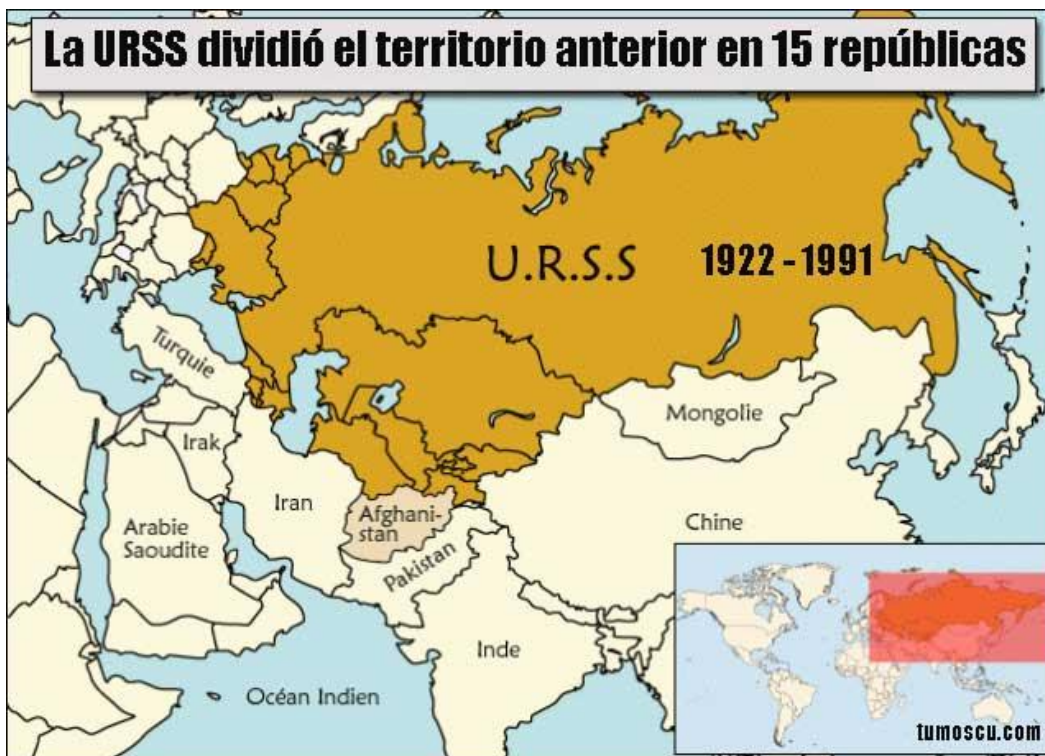 La URSS dividió el territorio anterior en 15 repúblicas
U.R.S.S
1922 - 1991
Turquie
Mongolie
Irak
Iran
Afghani-
stan
Chine
Arabie
Saoudite
Pakistan
Inde
Océan Indien
tumoscu.com